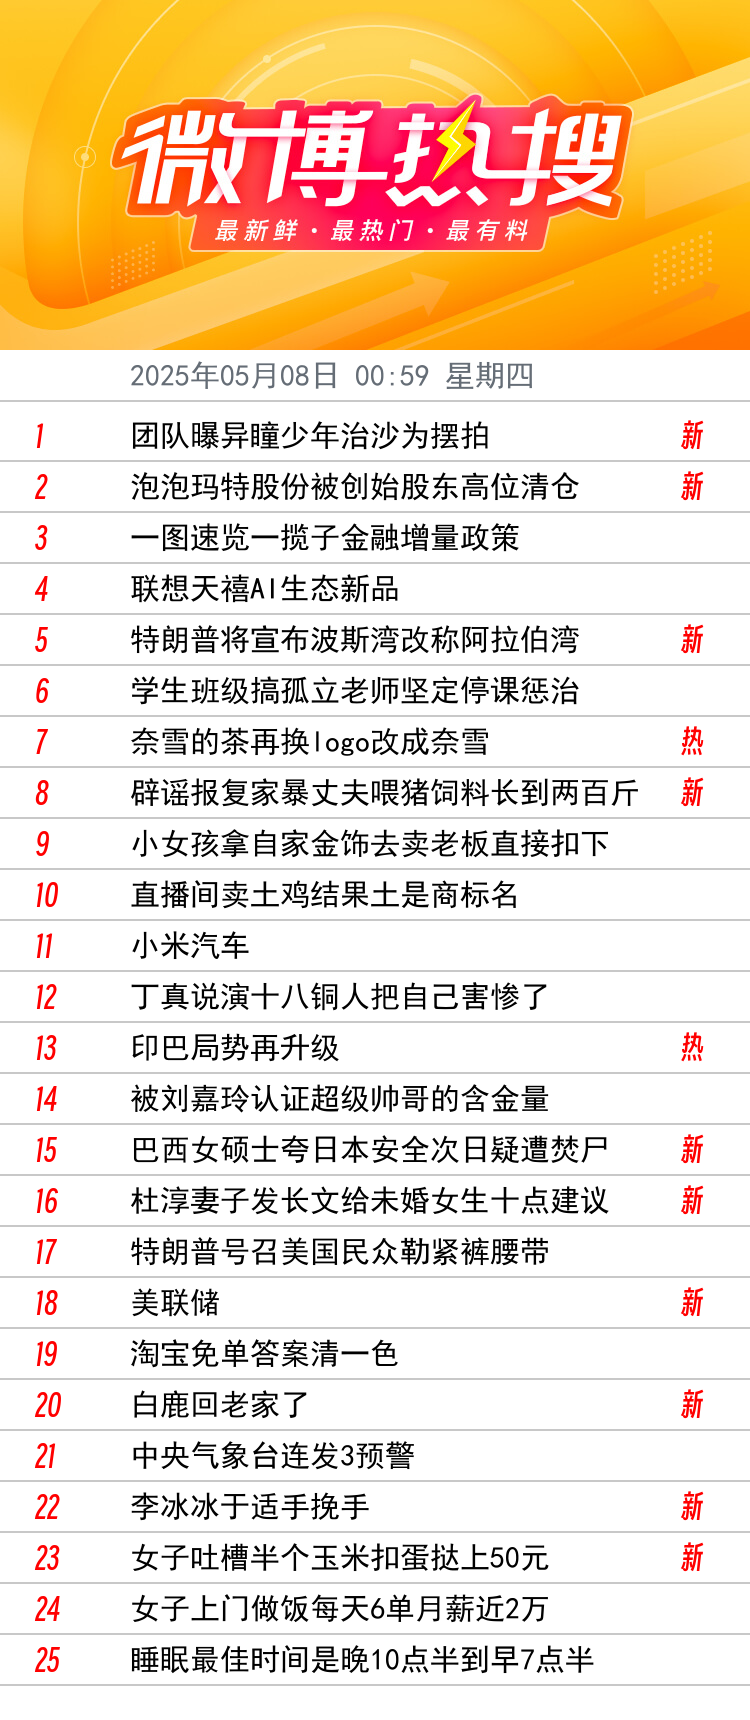 微博热搜
最新鲜·最热门·最有料
2025年05月08日 00:59 星期四
1 团队曝异瞳少年治沙为摆拍 新
2 泡泡玛特股份被创始股东高位清仓 新
3 一图速览一揽子金融增量政策
4 联想天禧AI生态新品
5 特朗普将宣布波斯湾改称阿拉伯湾 新
6 学生班级搞孤立老师坚定停课惩治
7 奈雪的茶再换logo改成奈雪 热
8 辟谣报复家暴丈夫喂猪饲料长到两百斤 新
9 小女孩拿自家金饰去卖老板直接扣下
10 直播间卖土鸡结果土是商标名
11 小米汽车
12 丁真说演十八铜人把自己害惨了
13 印巴局势再升级 热
14 被刘嘉玲认证超级帅哥的含金量
15 巴西女硕士夸日本安全次日疑遭焚尸 新
16 杜淳妻子发长文给未婚女生十点建议 新
17 特朗普号召美国民众勒紧裤腰带
18 美联储 新
19 淘宝免单答案清一色
20 白鹿回老家了 新
21 中央气象台连发3预警
22 李冰冰于适手挽手 新
23 女子吐槽半个玉米扣蛋挞上50元 新
24 女子上门做饭每天6单月薪近2万
25 睡眠最佳时间是晚10点半到早7点半